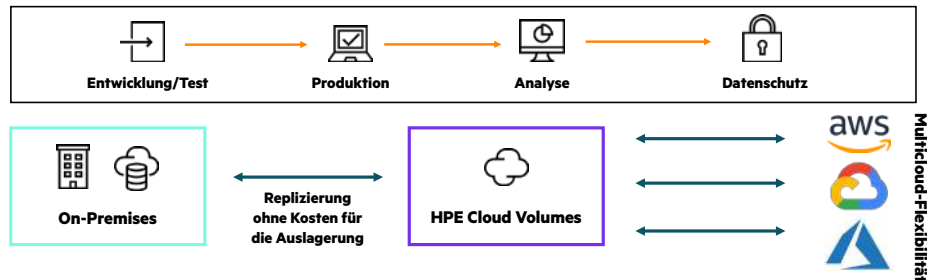 Entwicklung/Test
Produktion
Analyse
Datenschutz
On-Premises
Replizierung
ohne Kosten für
die Auslagerung
HPE Cloud Volumes
aws
Multicloud-Flexibilität